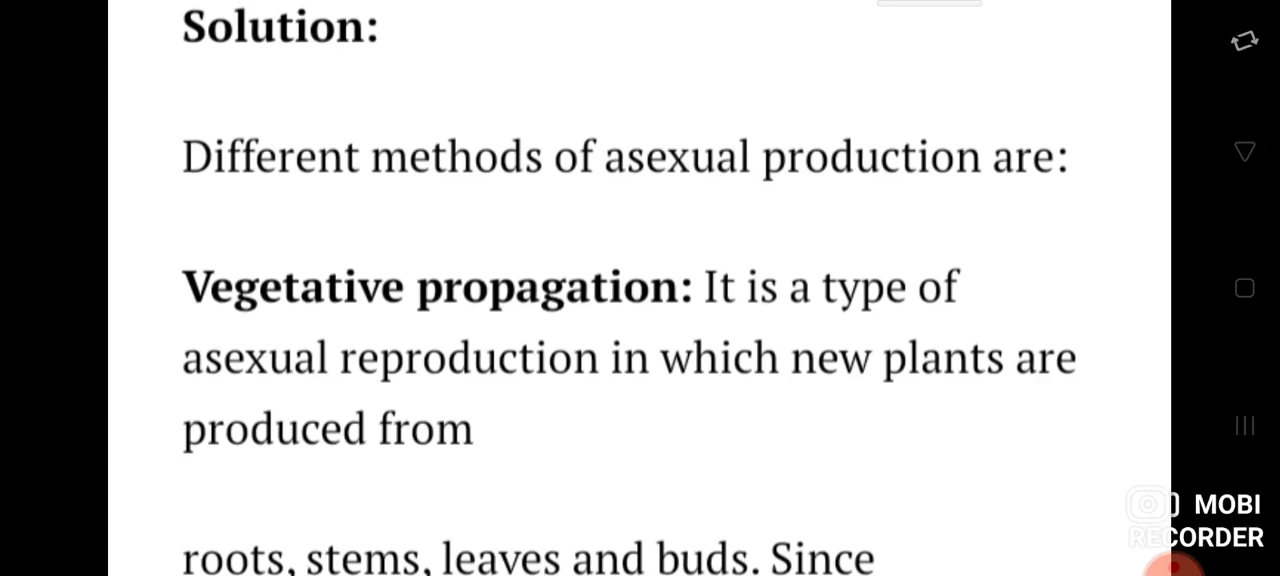 Solution:
Different methods of asexual production are:
Vegetative propagation: It is a type of
asexual reproduction in which new plants are
produced from
roots, stems, leaves and buds. Since
MOBI
RECORDER